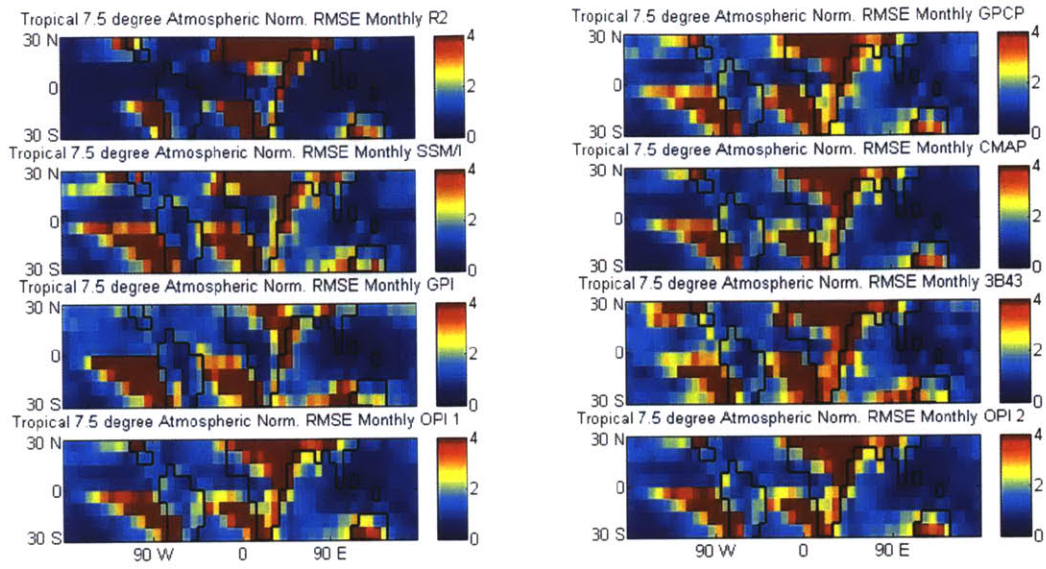 Tropical 7.5 degree Atmospheric Norm. RMSE Monthly R2
30 N
0
30 S
4
2
0
Tropical 7.5 degree Atmospheric Norm. RMSE Monthly SSM/I
30 N
0
30 S
4
2
0
Tropical 7.5 degree Atmospheric Norm. RMSE Monthly GPI
30 N
0
30 S
4
2
0
Tropical 7.5 degree Atmospheric Norm. RMSE Monthly OPI 1
30 N
0
30 S
4
2
0
90 W 0 90 E
Tropical 7.5 degree Atmospheric Norm. RMSE Monthly GPCP
30 N
0
30 S
4
2
0
Tropical 7.5 degree Atmospheric Norm. RMSE Monthly CMAP
30 N
0
30 S
4
2
0
Tropical 7.5 degree Atmospheric Norm. RMSE Monthly 3B43
30 N
0
30 S
4
2
0
Tropical 7.5 degree Atmospheric Norm. RMSE Monthly OPI 2
30 N
0
30 S
4
2
0
90 W 0 90 E